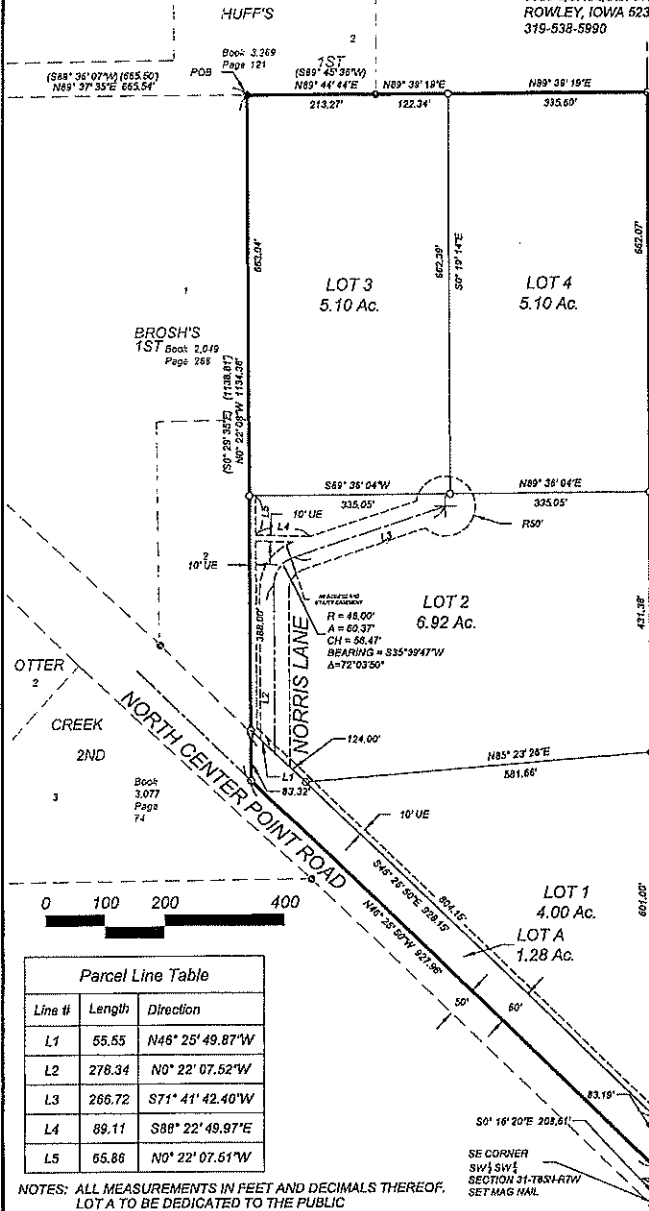 HUFF'S
2
1ST
ROWLEY, IOWA 523
319-538-5990
Book 3,269
Page 121
POB
(S88° 36' 07"W) (665.50)
N89° 37' 35"E 665.54'
(S89° 45' 36"W)
N89° 44' 44"E
213.27'
N89° 39' 19"E
122.34'
N89° 39' 19"E
335.60'
663.04'
662.39'
S0° 19' 14"E
662.07'
LOT 3
5.10 Ac.
LOT 4
5.10 Ac.
1
BROSH'S
1ST Book 2,049
Page 268
(S0° 29' 35"E) (1138.81')
N0° 22' 08"W 1134.36'
S89° 36' 04"W
335.05'
N89° 36' 04"E
335.05'
L5
L4
10' UE
L3
R50'
2
10' UE
R = 48.00'
A = 60.37'
CH = 56.47'
BEARING = S35°39'47"W
Δ=72°03'50"
LOT 2
6.92 Ac.
431.38'
388.00'
L2
NORRIS LANE
OTTER
2
CREEK
2ND
3
Book
3,077
Page
74
NORTH CENTER POINT ROAD
124.00'
L1
83.32'
N85° 23' 26"E
581.66'
10' UE
S46° 25' 50"E 928.15'
804.15'
N46° 25' 50"W 927.96'
LOT 1
4.00 Ac.
601.00'
LOT A
1.28 Ac.
50'
60'
83.19'
S0° 16' 20"E 208.61'
SE CORNER
SW¼ SW¼
SECTION 31-T85N-R7W
SET MAG NAIL
0 100 200 400
Parcel Line Table
Line # Length Direction
L1 55.55 N46° 25' 49.87"W
L2 278.34 N0° 22' 07.52"W
L3 266.72 S71° 41' 42.40"W
L4 89.11 S88° 22' 49.97"E
L5 65.86 N0° 22' 07.51"W
NOTES: ALL MEASUREMENTS IN FEET AND DECIMALS THEREOF.
LOT A TO BE DEDICATED TO THE PUBLIC